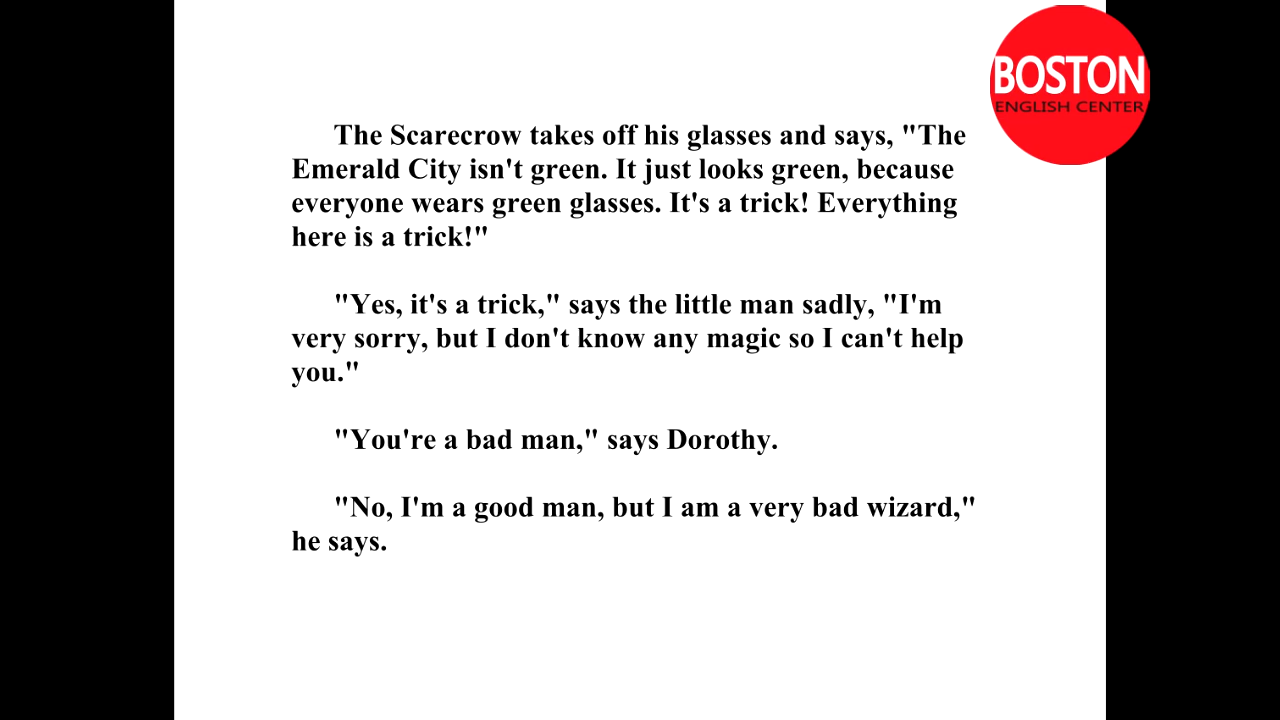 BOSTON
ENGLISH CENTER
The Scarecrow takes off his glasses and says, "The
Emerald City isn't green. It just looks green, because
everyone wears green glasses. It's a trick! Everything
here is a trick!"
"Yes, it's a trick," says the little man sadly, "I'm
very sorry, but I don't know any magic so I can't help
you."
"You're a bad man," says Dorothy.
"No, I'm a good man, but I am a very bad wizard,"
he says.